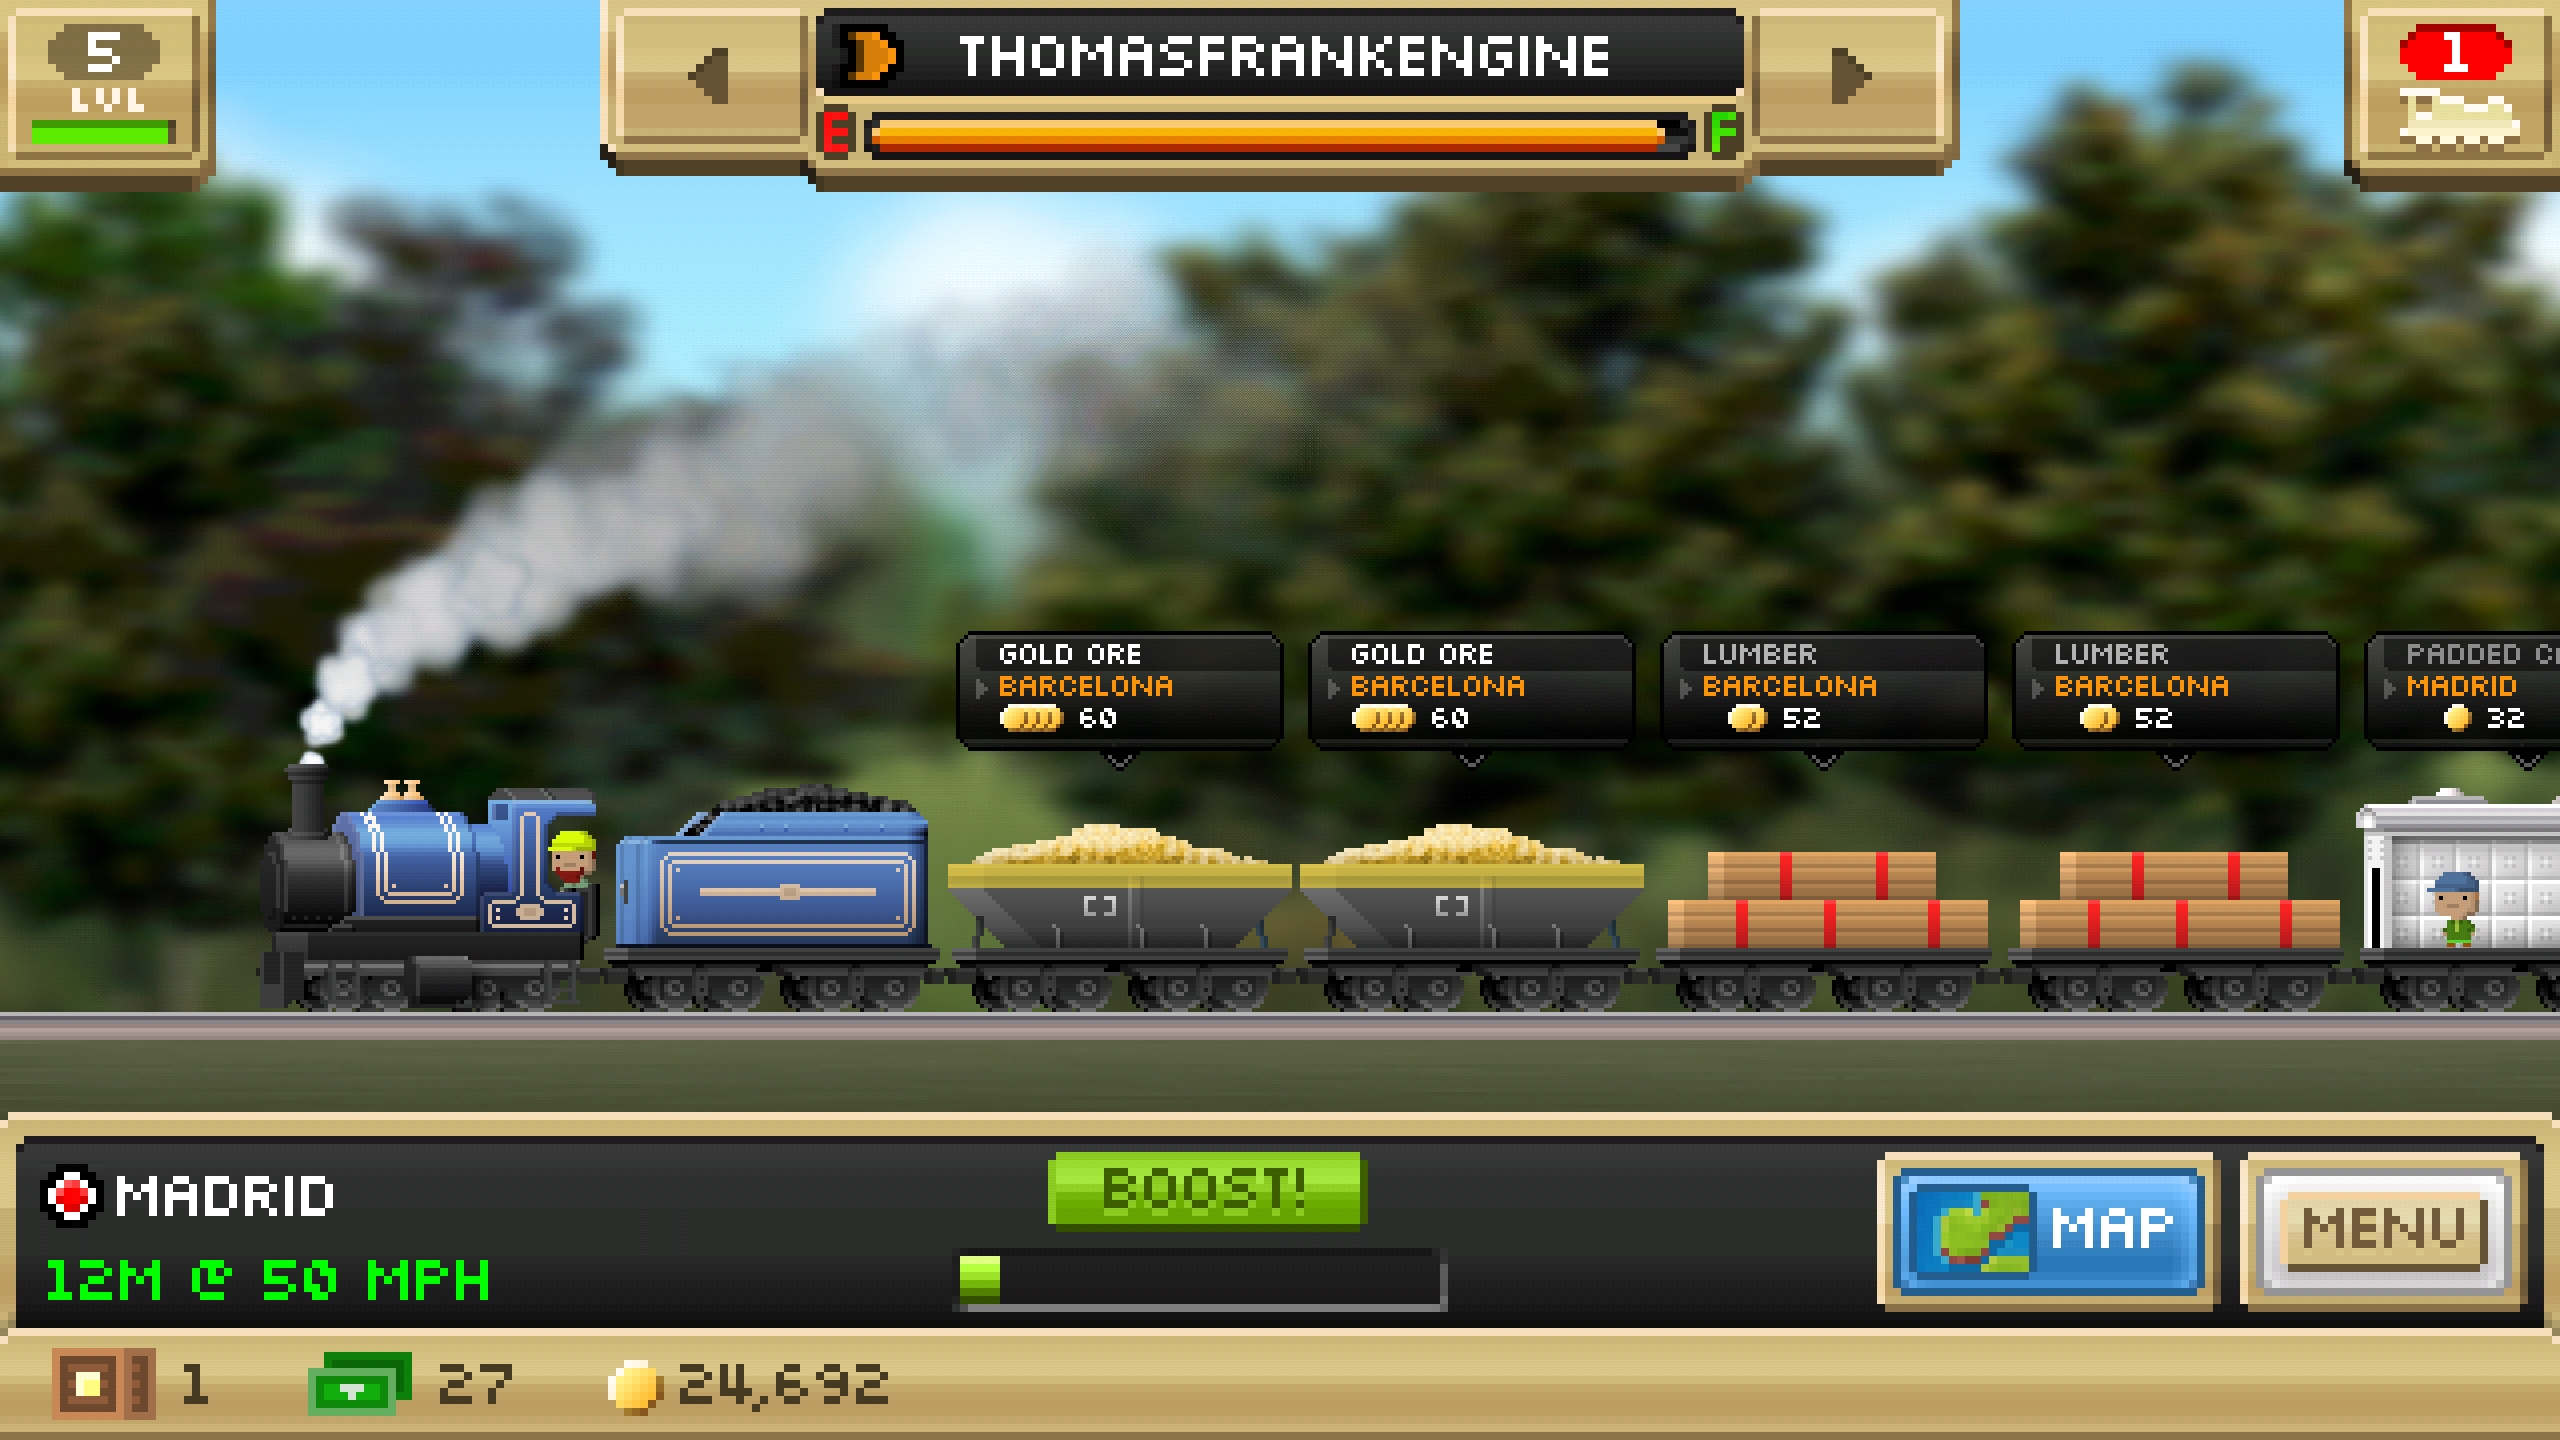 5
LVL
THOMASFRANKENGINE
E F
1
GOLD ORE
BARCELONA
60
GOLD ORE
BARCELONA
60
LUMBER
BARCELONA
52
LUMBER
BARCELONA
52
PADDED
MADRID
32
MADRID
12M @ 50 MPH
BOOST!
MAP
MENU
1 27 24,692